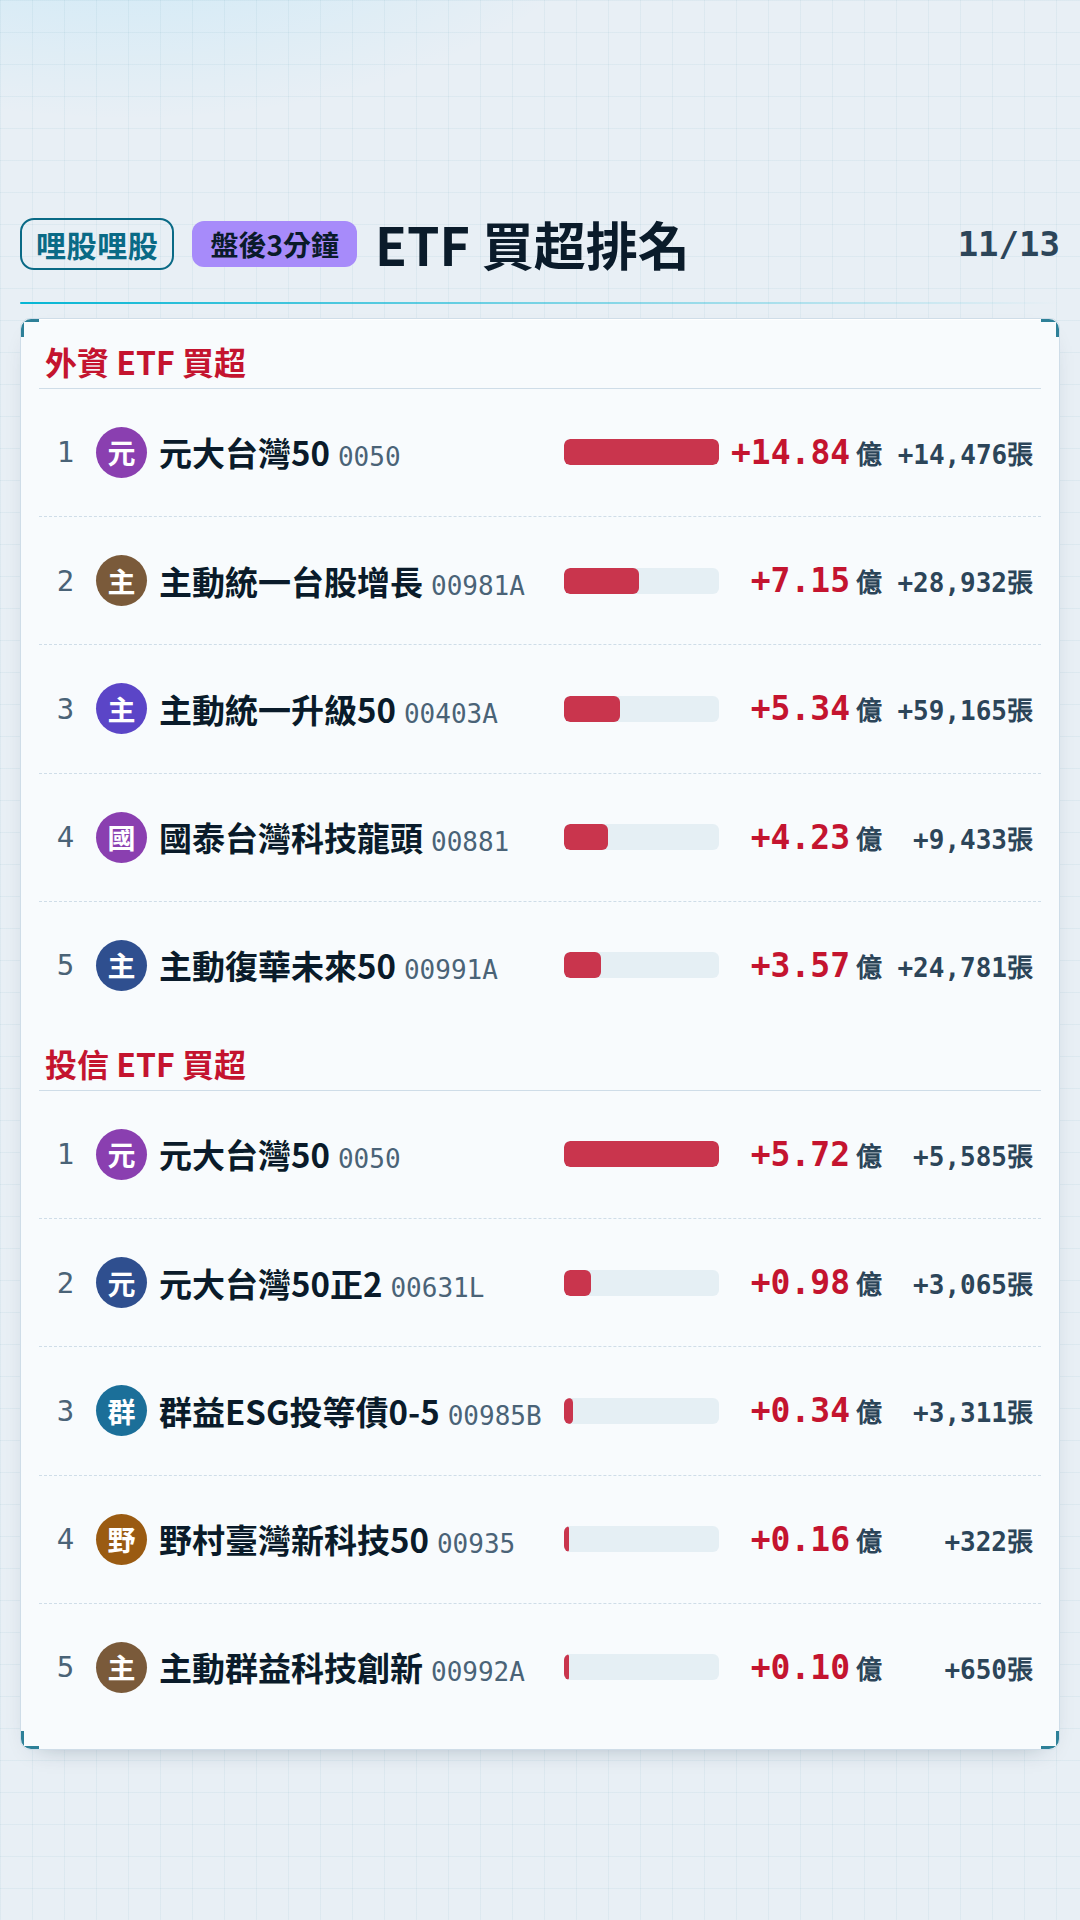 哩股哩股 盤後3分鐘 ETF 買超排名 11/13
外資 ETF 買超
1 元 元大台灣50 0050 +14.84 億 +14,476張
2 主 主動統一台股增長 00981A +7.15 億 +28,932張
3 主 主動統一升級50 00403A +5.34 億 +59,165張
4 國 國泰台灣科技龍頭 00881 +4.23 億 +9,433張
5 主 主動復華未來50 00991A +3.57 億 +24,781張
投信 ETF 買超
1 元 元大台灣50 0050 +5.72 億 +5,585張
2 元 元大台灣50正2 00631L +0.98 億 +3,065張
3 群 群益ESG投等債0-5 00985B +0.34 億 +3,311張
4 野 野村臺灣新科技50 00935 +0.16 億 +322張
5 主 主動群益科技創新 00992A +0.10 億 +650張